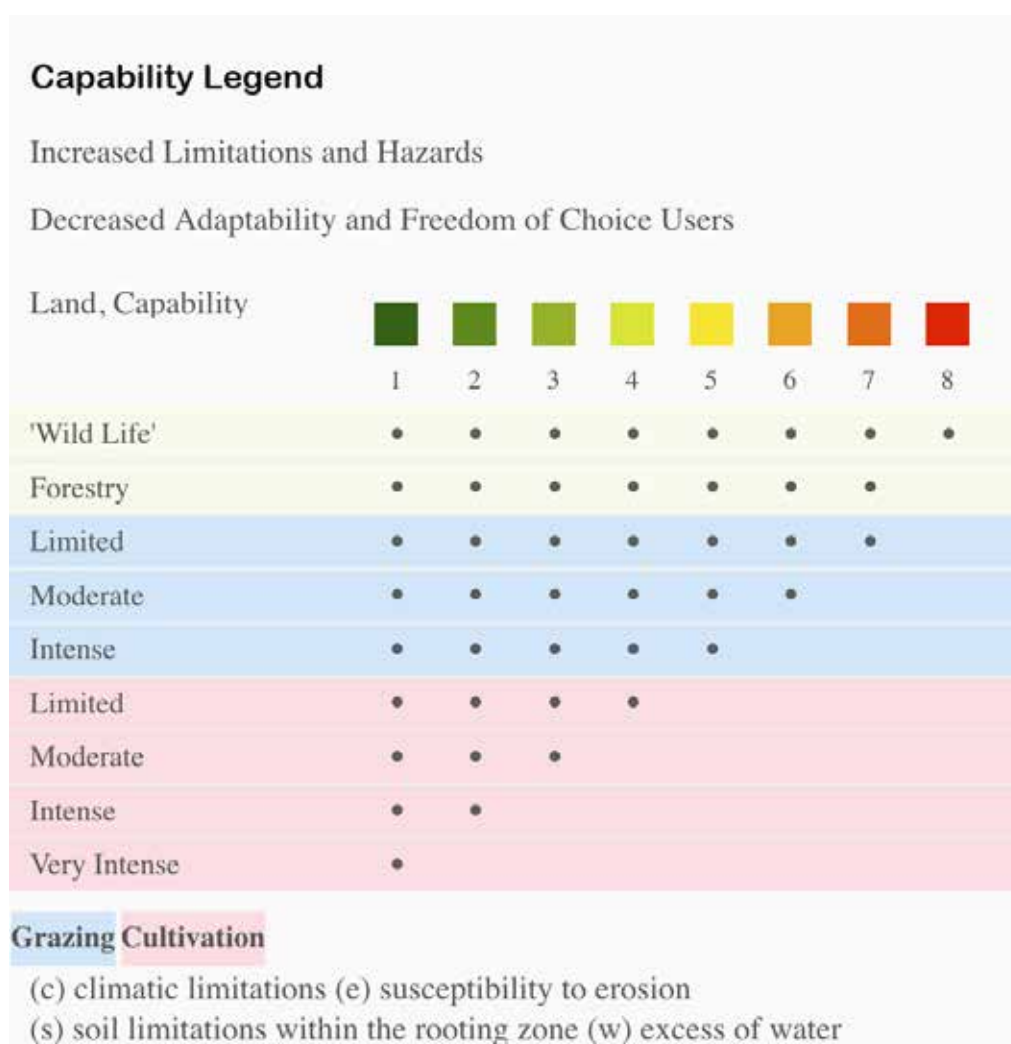 Capability Legend
Increased Limitations and Hazards
Decreased Adaptability and Freedom of Choice Users
Land, Capability
1 2 3 4 5 6 7 8
'Wild Life' • • • • • • • •
Forestry • • • • • • •
Limited • • • • • • •
Moderate • • • • • •
Intense • • • • •
Limited • • • •
Moderate • • •
Intense • •
Very Intense •
Grazing Cultivation
(c) climatic limitations (e) susceptibility to erosion
(s) soil limitations within the rooting zone (w) excess of water